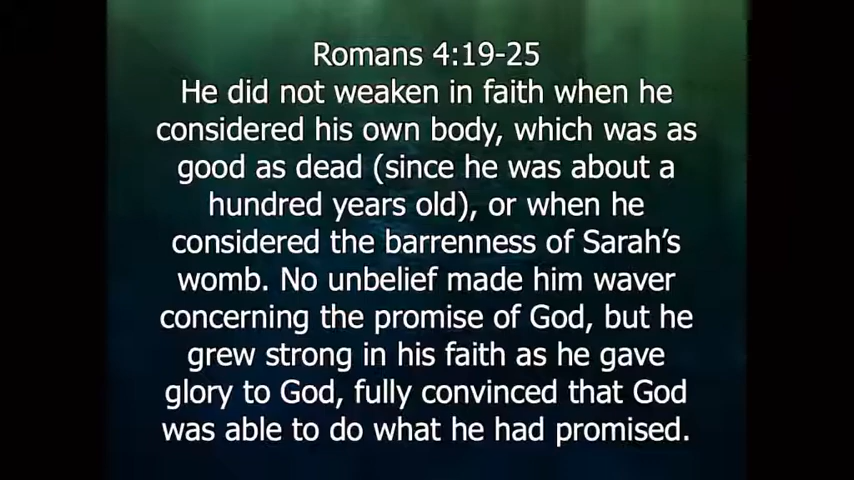 Romans 4:19-25
He did not weaken in faith when he
considered his own body, which was as
good as dead (since he was about a
hundred years old), or when he
considered the barrenness of Sarah’s
womb. No unbelief made him waver
concerning the promise of God, but he
grew strong in his faith as he gave
glory to God, fully convinced that God
was able to do what he had promised.